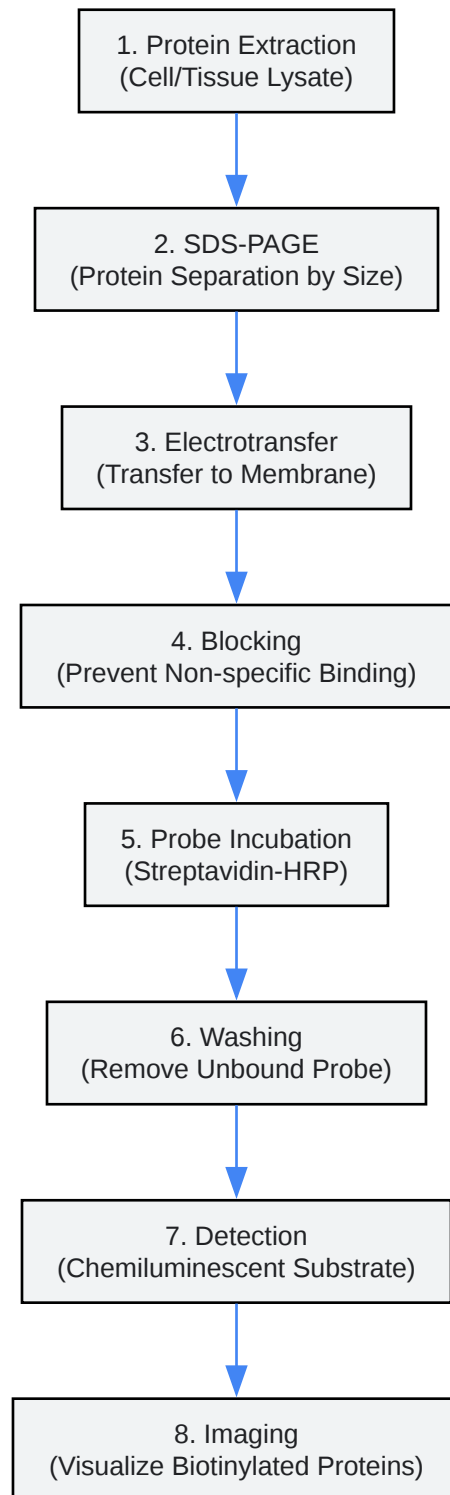 1. Protein Extraction
(Cell/Tissue Lysate)
2. SDS-PAGE
(Protein Separation by Size)
3. Electrotransfer
(Transfer to Membrane)
4. Blocking
(Prevent Non-specific Binding)
5. Probe Incubation
(Streptavidin-HRP)
6. Washing
(Remove Unbound Probe)
7. Detection
(Chemiluminescent Substrate)
8. Imaging
(Visualize Biotinylated Proteins)